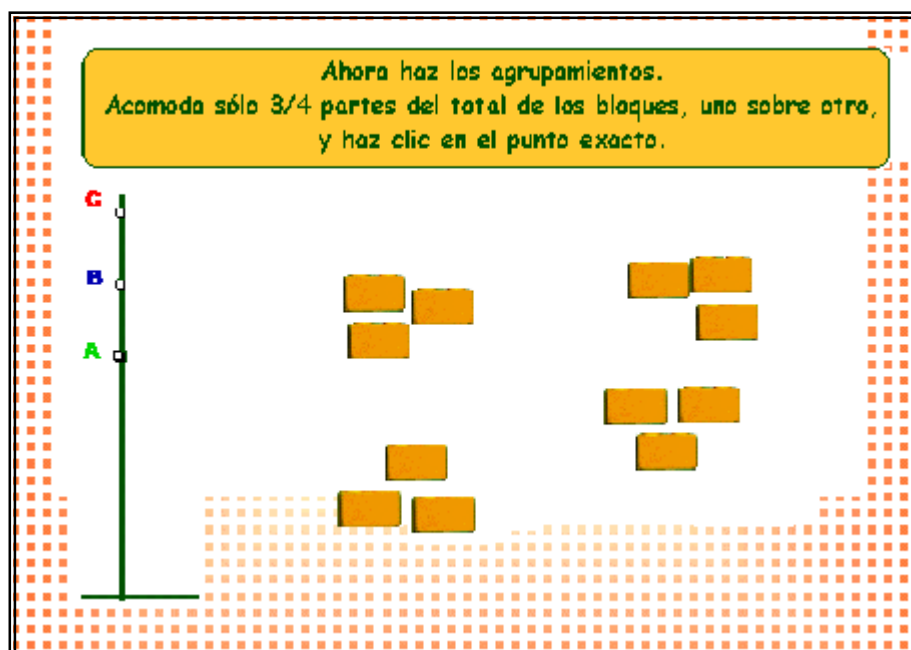 Ahora haz los agrupamientos.
Acomoda sólo 3/4 partes del total de los bloques, uno sobre otro,
y haz clic en el punto exacto.
C
B
A